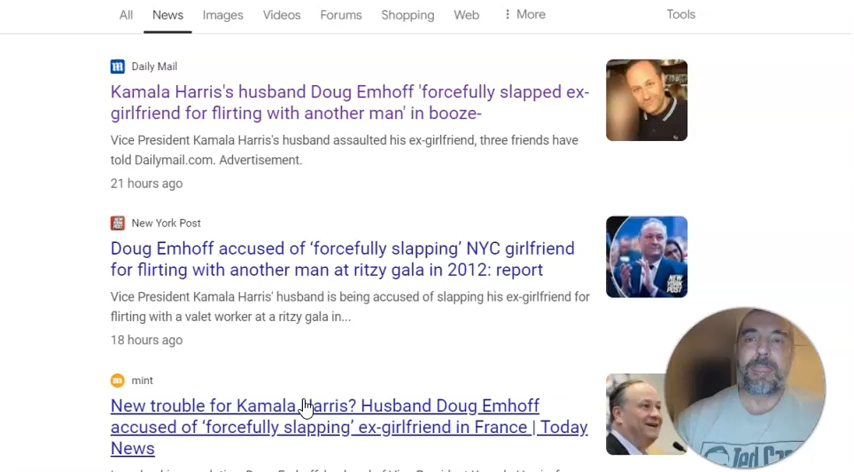 All News Images Videos Forums Shopping Web More Tools
Daily Mail
Kamala Harris's husband Doug Emhoff 'forcefully slapped ex-
girlfriend for flirting with another man' in booze-
Vice President Kamala Harris's husband assaulted his ex-girlfriend, three friends have
told Dailymail.com. Advertisement.
21 hours ago
New York Post
Doug Emhoff accused of ‘forcefully slapping’ NYC girlfriend
for flirting with another man at ritzy gala in 2012: report
Vice President Kamala Harris' husband is being accused of slapping his ex-girlfriend for
flirting with a valet worker at a ritzy gala in...
NEW
YORK
POST
18 hours ago
mint
New trouble for Kamala Harris? Husband Doug Emhoff
accused of ‘forcefully slapping’ ex-girlfriend in France | Today
News